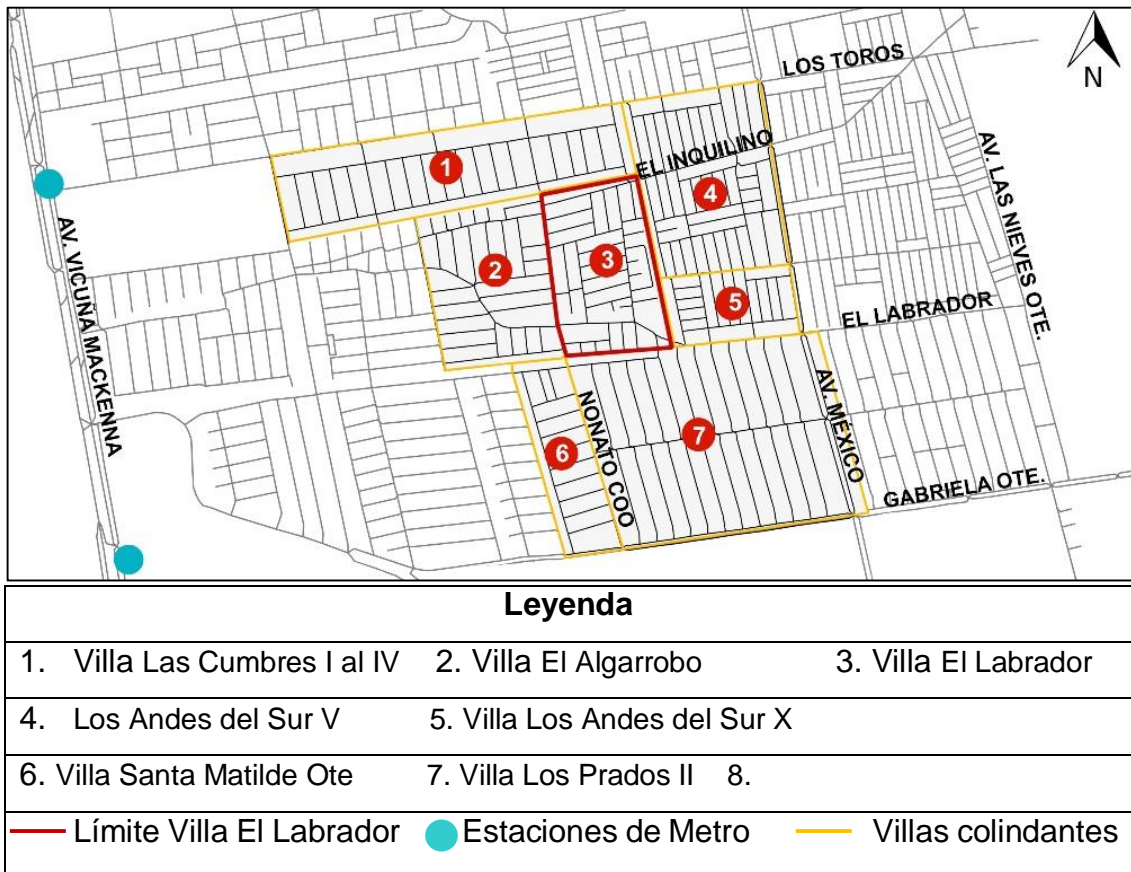 LOS TOROS
N
EL INQUILINO
1
4
AV. LAS NIEVES OTE.
AV. VICUÑA MACKENNA
2
3
5
EL LABRADOR
NONATO COO
AV. MÉXICO
7
6
GABRIELA OTE.
Leyenda
1. Villa Las Cumbres I al IV 2. Villa El Algarrobo 3. Villa El Labrador
4. Los Andes del Sur V 5. Villa Los Andes del Sur X
6. Villa Santa Matilde Ote 7. Villa Los Prados II 8.
Límite Villa El Labrador Estaciones de Metro Villas colindantes